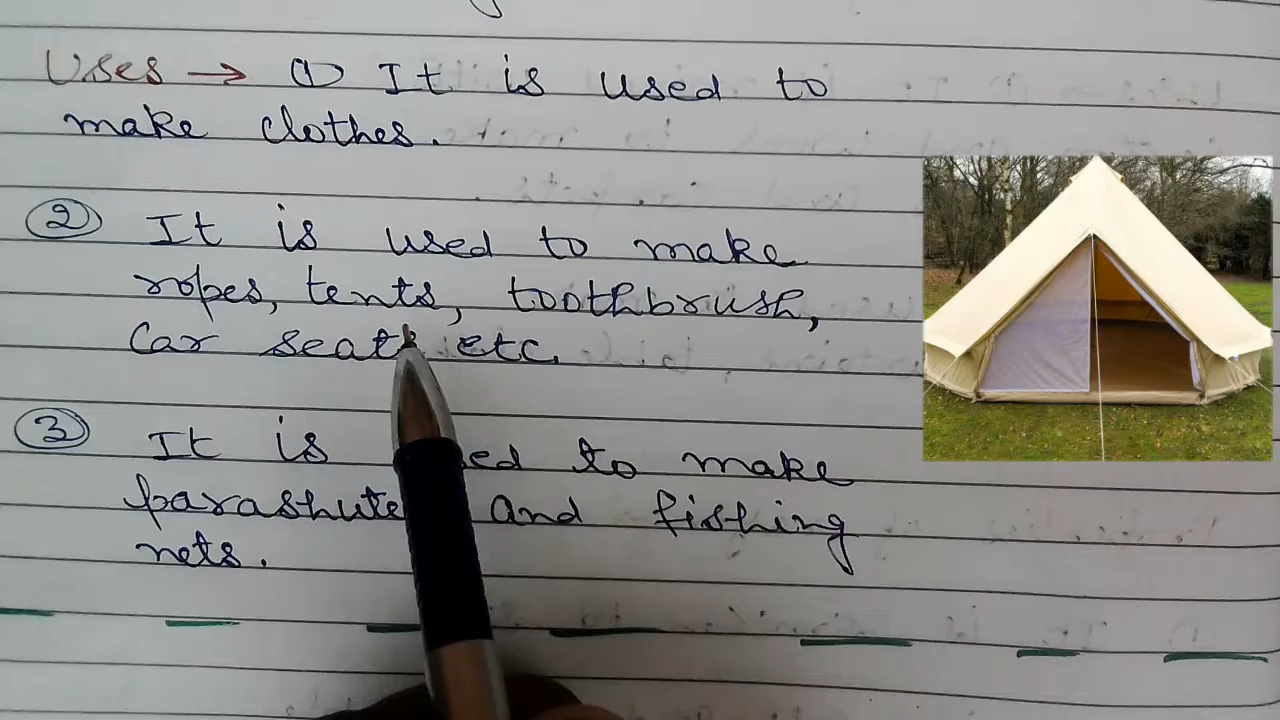 Uses → ① It is used to
make clothes.
② It is used to make
ropes, tents, toothbrush,
Car seats etc.
③ It is to make
parashute and fishing
nets.